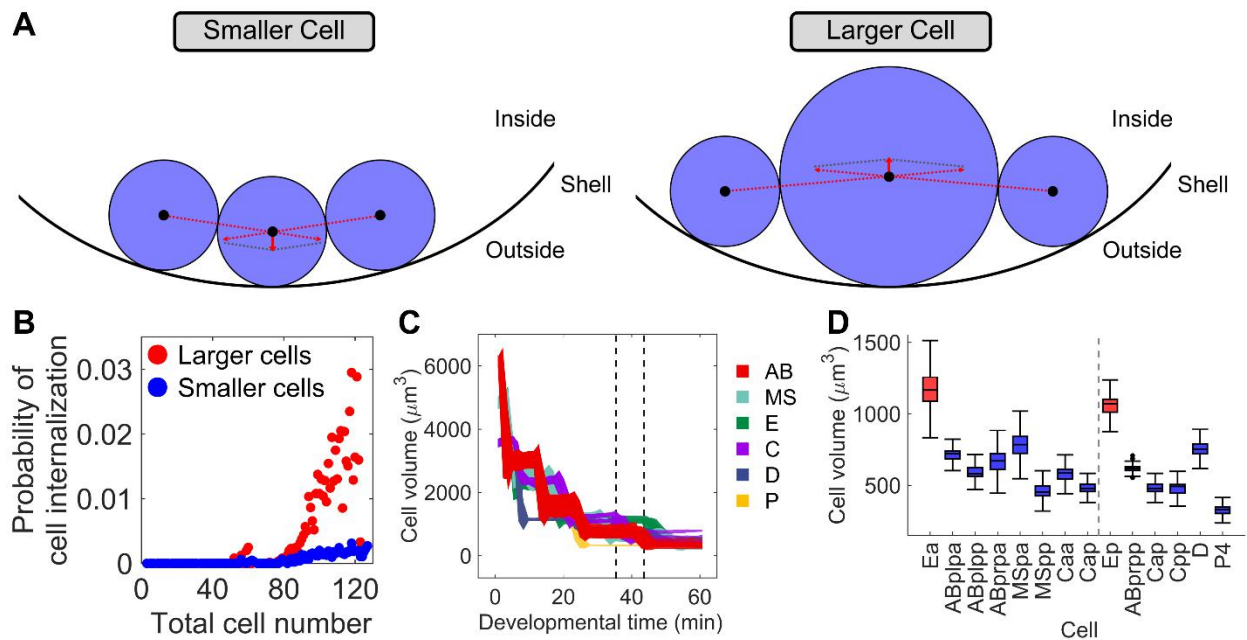 A
Smaller Cell
Larger Cell
Inside
Shell
Outside
Inside
Shell
Outside
B
Probability of
cell internalization
0.03
0.02
0.01
0
Larger cells
Smaller cells
0 40 80 120
Total cell number
C
Cell volume (μm³)
6000
4000
2000
0
0 20 40 60
Developmental time (min)
AB
MS
E
C
D
P
D
Cell volume (μm³)
1500
1000
500
Ea
ABplpa
ABplpp
ABprpa
MSpa
MSpp
Caa
Cap
Ep
ABprpp
Cap
Cpp
D
P4
Cell